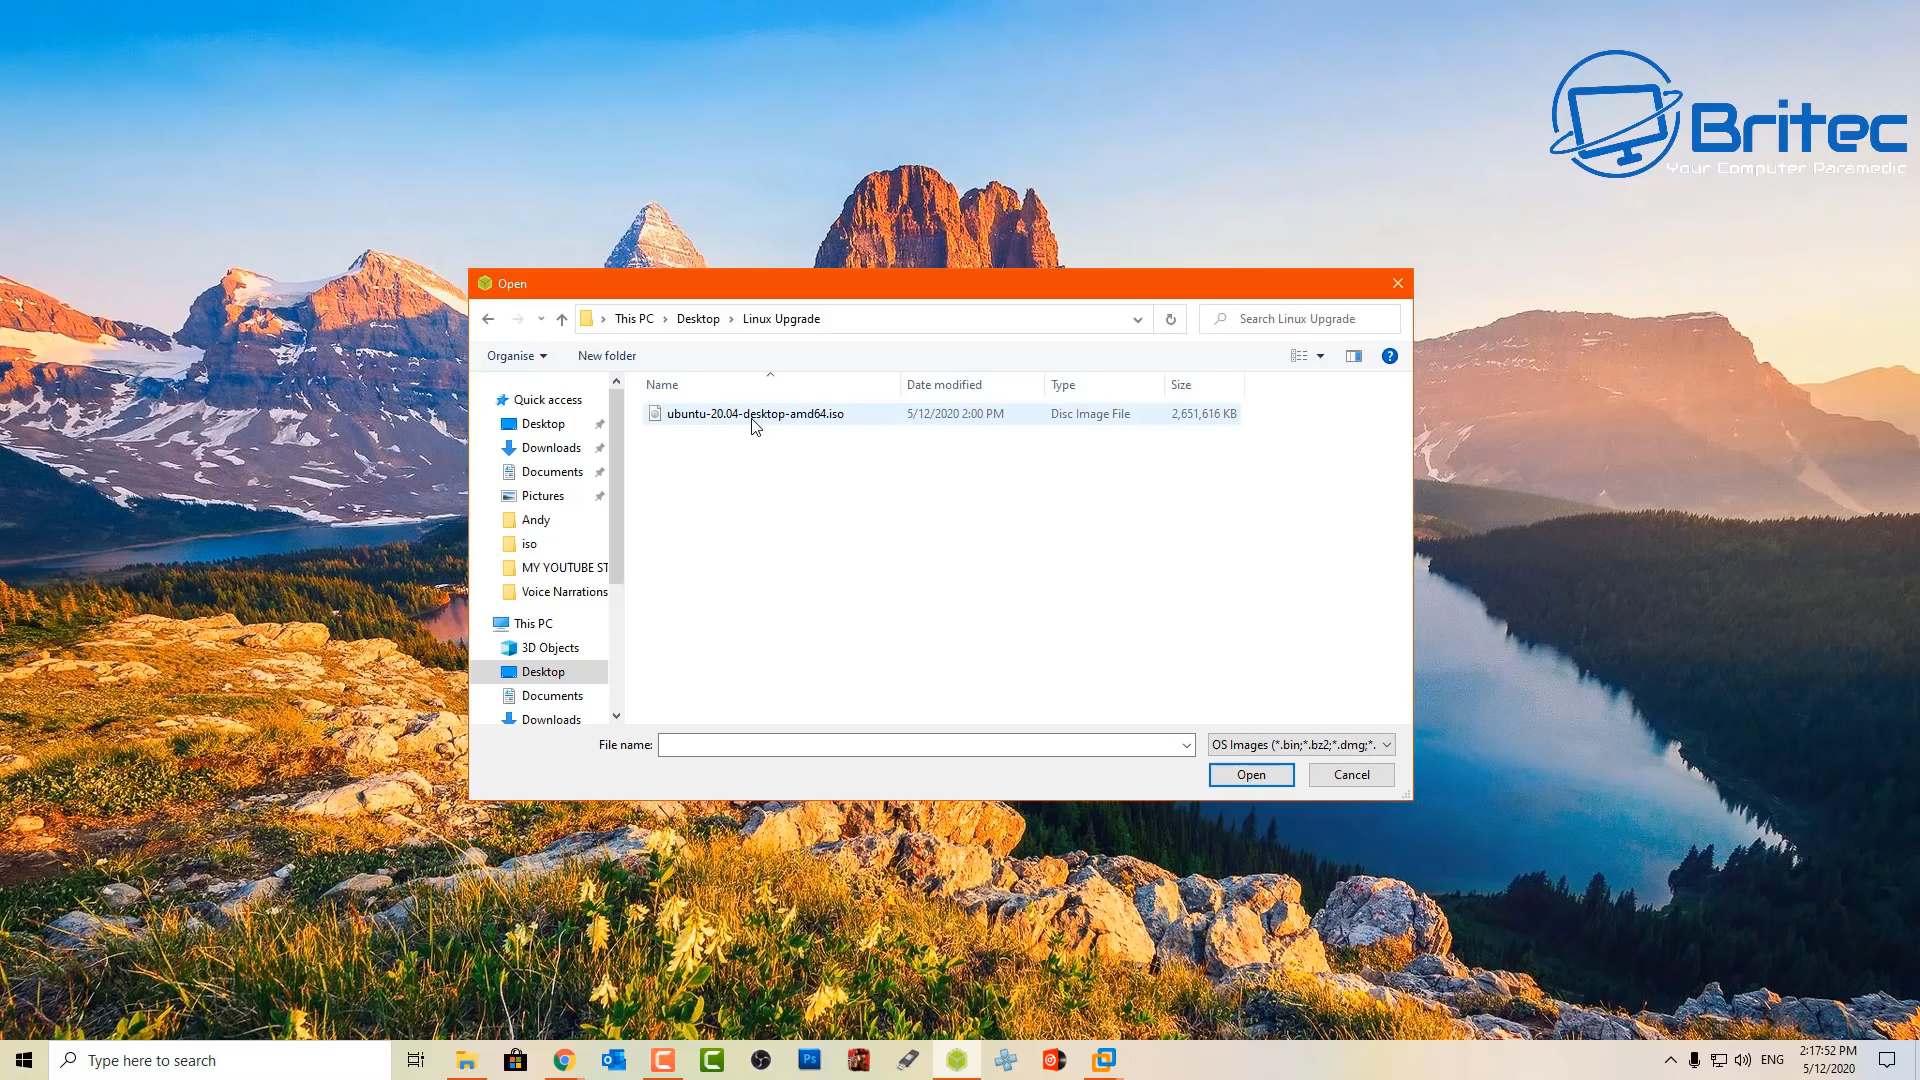 Britec
Your Computer Paramedic
Open
This PC
Desktop
Linux Upgrade
Search Linux Upgrade
Organise
New folder
Name
Date modified
Type
Size
ubuntu-20.04-desktop-amd64.iso
5/12/2020 2:00 PM
Disc Image File
2,651,616 KB
Quick access
Desktop
Downloads
Documents
Pictures
Andy
iso
MY YOUTUBE ST
Voice Narrations
This PC
3D Objects
Desktop
Documents
Downloads
File name:
OS Images (*.bin;*.bz2;*.dmg;*.
Open
Cancel
Type here to search
Ps
ENG
2:17:52 PM
5/12/2020